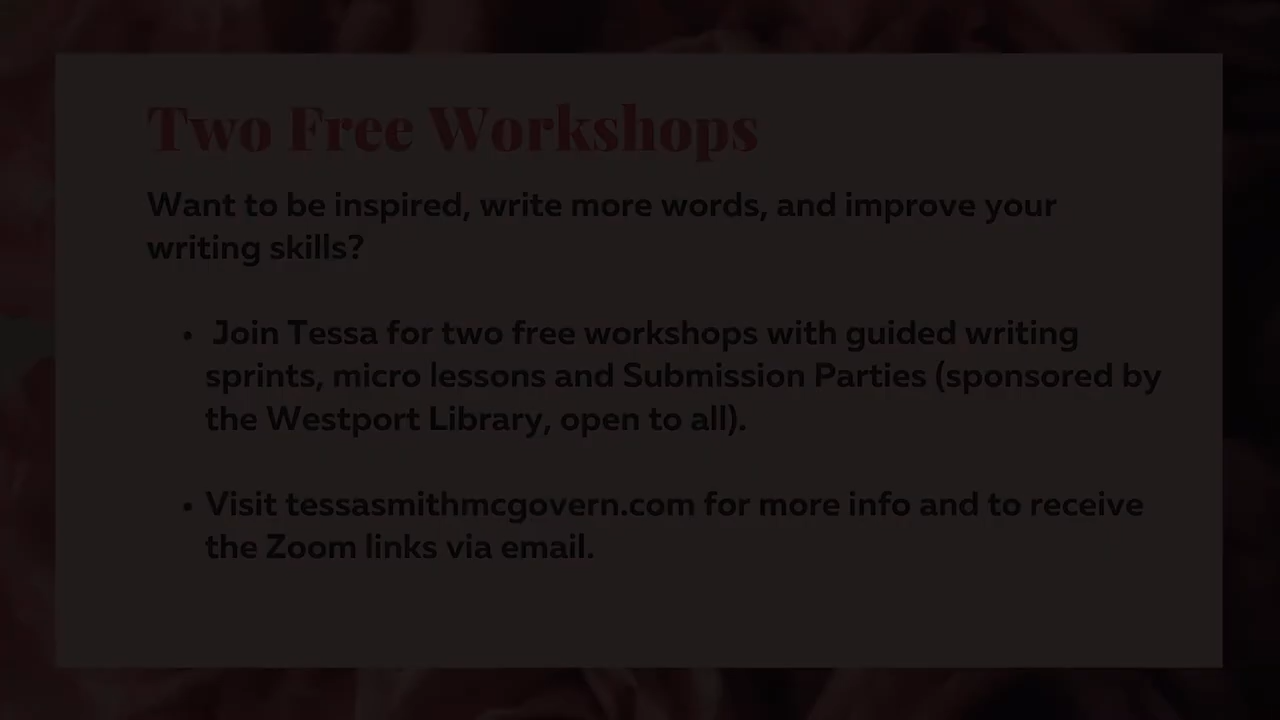 Two Free Workshops
Want to be inspired, write more words, and improve your
writing skills?
• Join Tessa for two free workshops with guided writing
sprints, micro lessons and Submission Parties (sponsored by
the Westport Library, open to all).
• Visit tessasmithmcgovern.com for more info and to receive
the Zoom links via email.